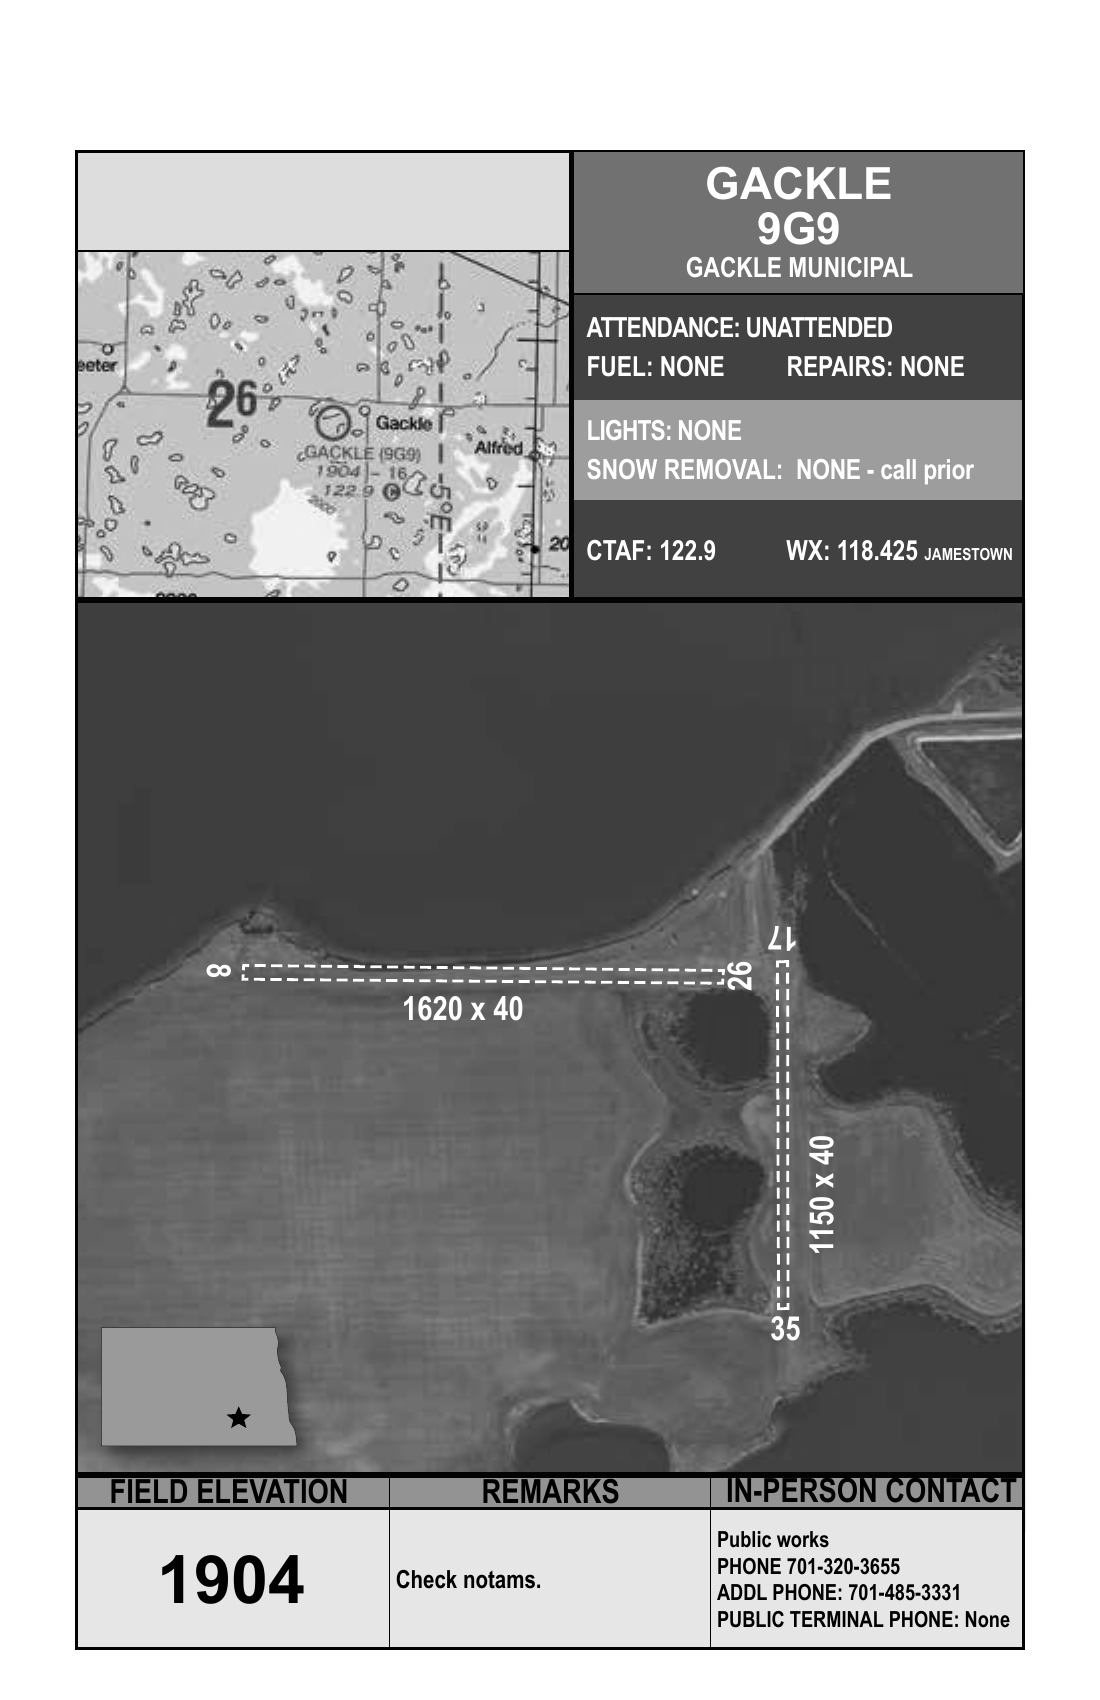 GACKLE
9G9
GACKLE MUNICIPAL
ATTENDANCE: UNATTENDED
FUEL: NONE REPAIRS: NONE
LIGHTS: NONE
SNOW REMOVAL: NONE - call prior
CTAF: 122.9 WX: 118.425 JAMESTOWN
eeter
26
Gackle
GACKLE (9G9)
Alfred
1904 - 16
122.9 C
2000
5°E
20
17
8
26
1620 x 40
1150 x 40
35
FIELD ELEVATION
1904
REMARKS
Check notams.
IN-PERSON CONTACT
Public works
PHONE 701-320-3655
ADDL PHONE: 701-485-3331
PUBLIC TERMINAL PHONE: None